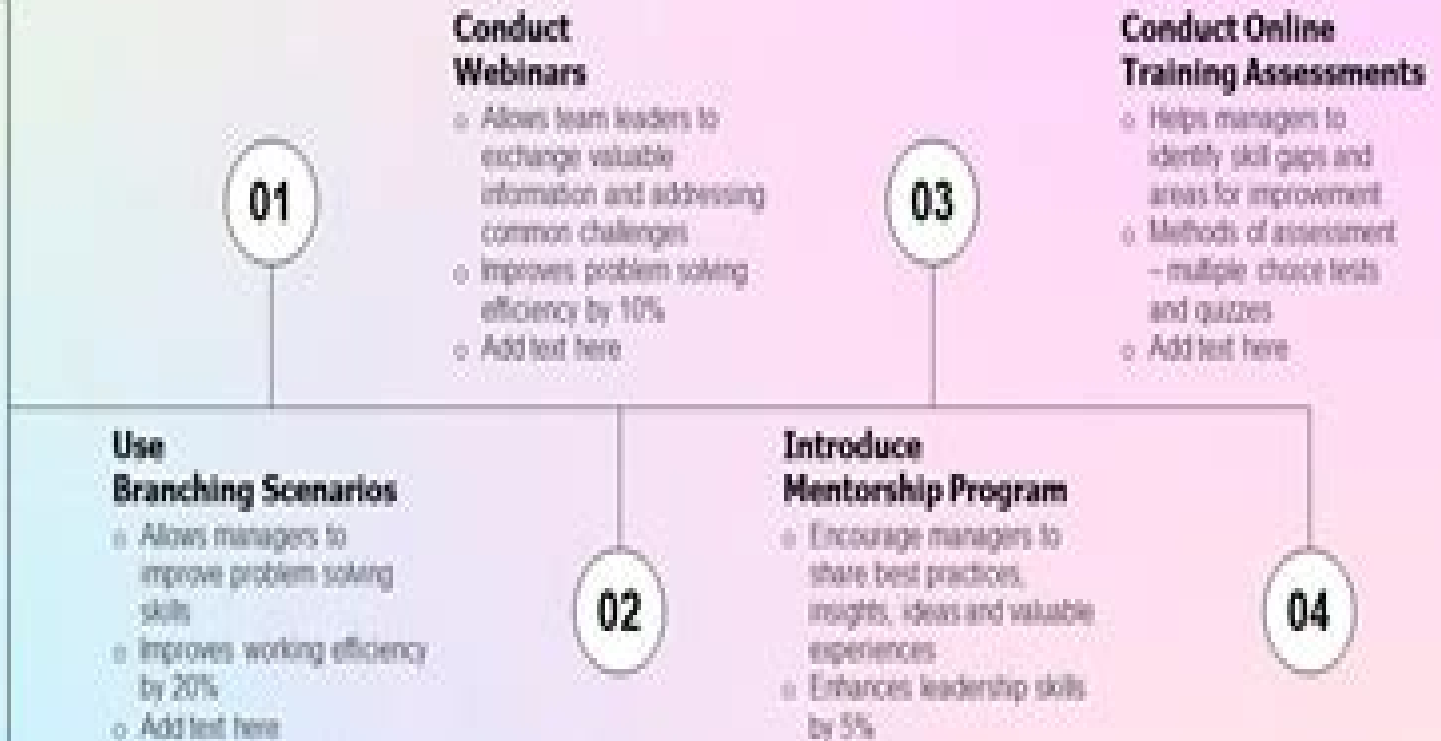 01
Use
Branching Scenarios
o Allows managers to
improve problem solving
skills
o Improves working efficiency
by 20%
o Add text here
Conduct
Webinars
o Allows team leaders to
exchange valuable
information and addressing
common challenges
o Improves problem solving
efficiency by 10%
o Add text here
02
03
Introduce
Mentorship Program
o Encourage managers to
share best practices,
insights, ideas and valuable
experiences
o Enhances leadership skills
by 5%
Conduct Online
Training Assessments
o Helps managers to
identify skill gaps and
areas for improvement
o Methods of assessment
– multiple choice tests
and quizzes
o Add text here
04